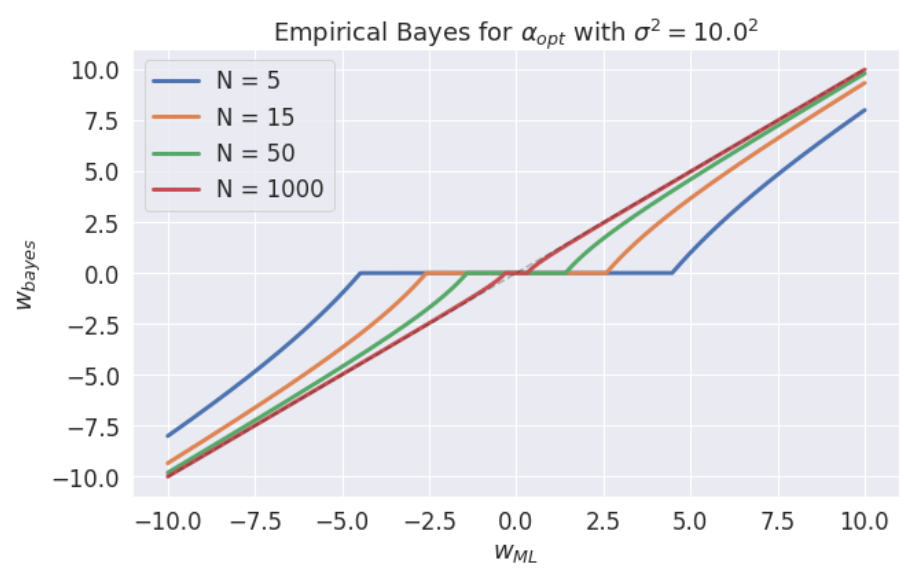 Empirical Bayes for α_opt with σ² = 10.0²
N = 5
N = 15
N = 50
N = 1000
10.0
7.5
5.0
2.5
0.0
−2.5
−5.0
−7.5
−10.0
w_bayes
−10.0 −7.5 −5.0 −2.5 0.0 2.5 5.0 7.5 10.0
w_ML